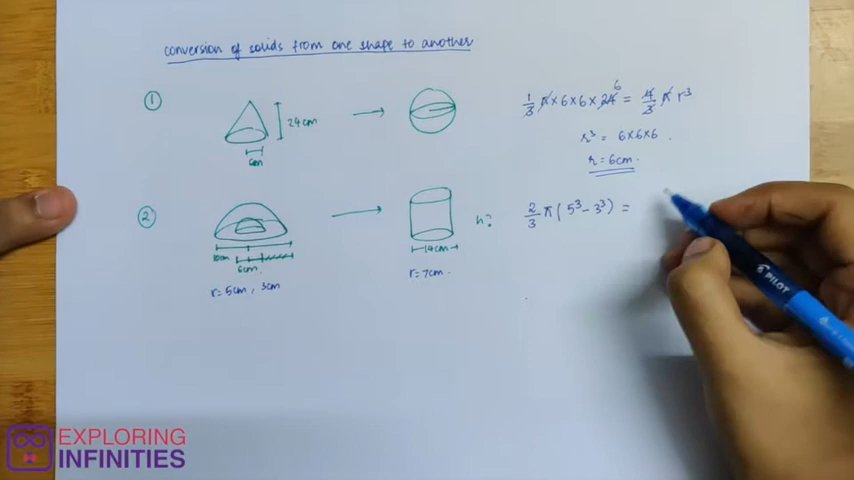 conversion of solids from one shape to another
①
24cm
6cm
1/3 π × 6 × 6 × 24 6 = 4/3 π r³
r³ = 6×6×6 .
r = 6cm.
②
10cm
6cm.
r = 5cm, 3cm
h?
14cm
r = 7cm.
2/3 π ( 5³ - 3³ ) =
PILOT
EXPLORING
INFINITIES